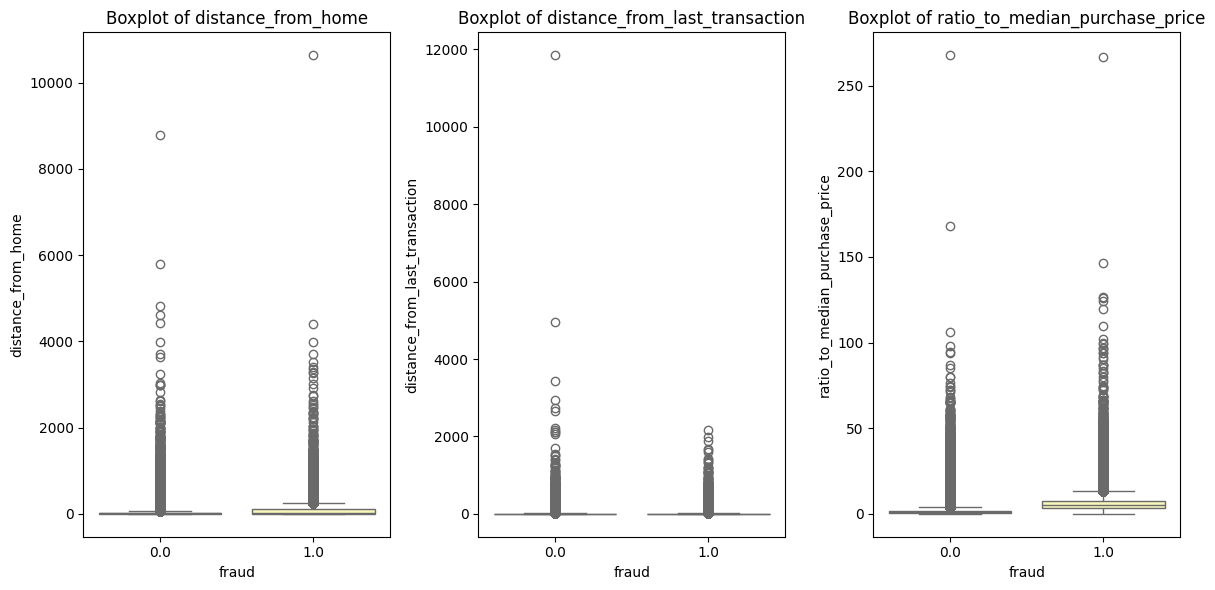 Boxplot of distance_from_home
distance_from_home
10000
8000
6000
4000
2000
0
0.0 1.0
fraud
Boxplot of distance_from_last_transaction
distance_from_last_transaction
12000
10000
8000
6000
4000
2000
0
0.0 1.0
fraud
Boxplot of ratio_to_median_purchase_price
ratio_to_median_purchase_price
250
200
150
100
50
0
0.0 1.0
fraud